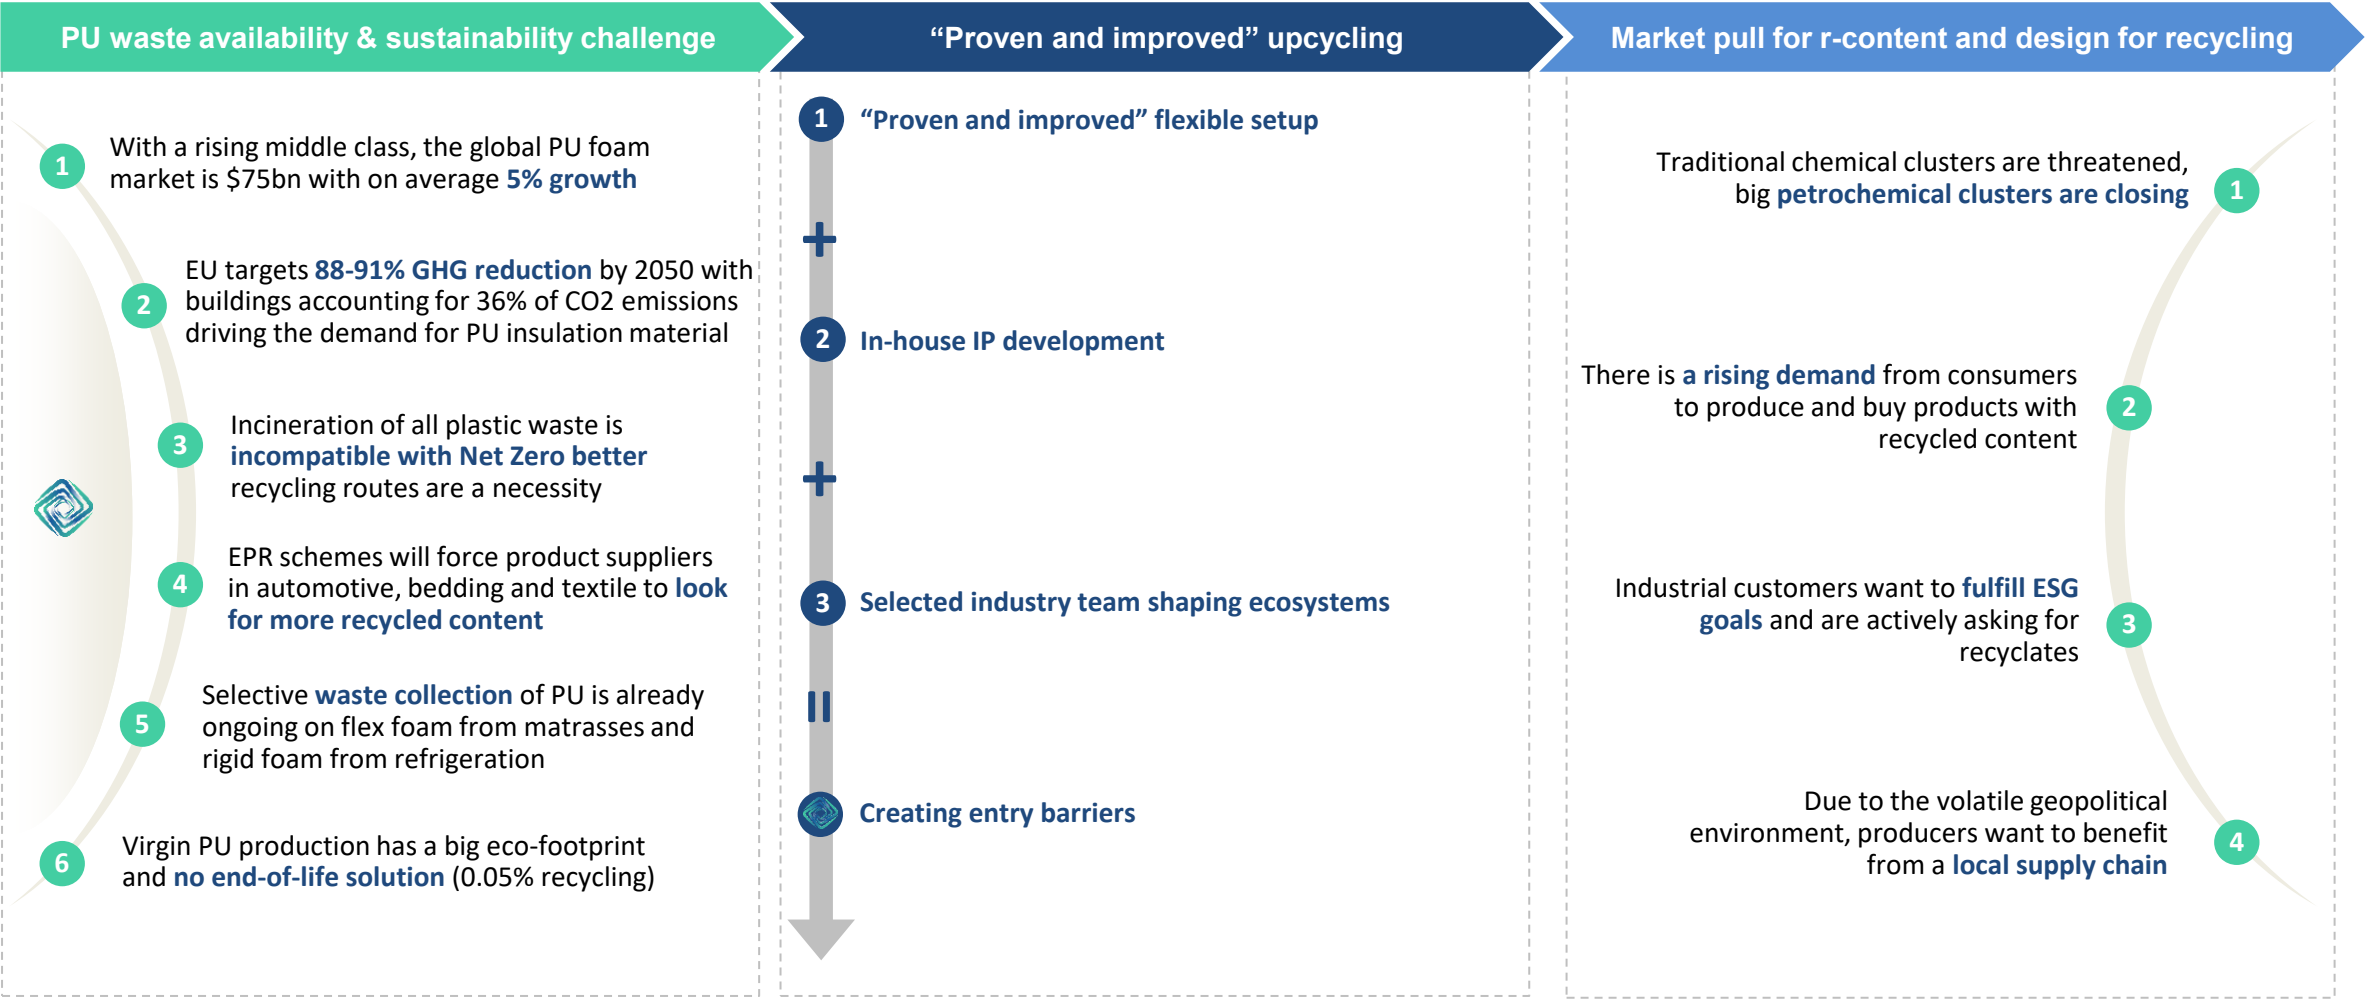 PU waste availability & sustainability challenge
1
With a rising middle class, the global PU foam
market is $75bn with on average 5% growth
2
EU targets 88-91% GHG reduction by 2050 with
buildings accounting for 36% of CO2 emissions
driving the demand for PU insulation material
3
Incineration of all plastic waste is
incompatible with Net Zero better
recycling routes are a necessity
4
EPR schemes will force product suppliers
in automotive, bedding and textile to look
for more recycled content
5
Selective waste collection of PU is already
ongoing on flex foam from matrasses and
rigid foam from refrigeration
6
Virgin PU production has a big eco-footprint
and no end-of-life solution (0.05% recycling)
“Proven and improved” upcycling
1 “Proven and improved” flexible setup
+
2 In-house IP development
+
3 Selected industry team shaping ecosystems
=
Creating entry barriers
Market pull for r-content and design for recycling
Traditional chemical clusters are threatened,
big petrochemical clusters are closing
1
There is a rising demand from consumers
to produce and buy products with
recycled content
2
Industrial customers want to fulfill ESG
goals and are actively asking for
recyclates
3
Due to the volatile geopolitical
environment, producers want to benefit
from a local supply chain
4